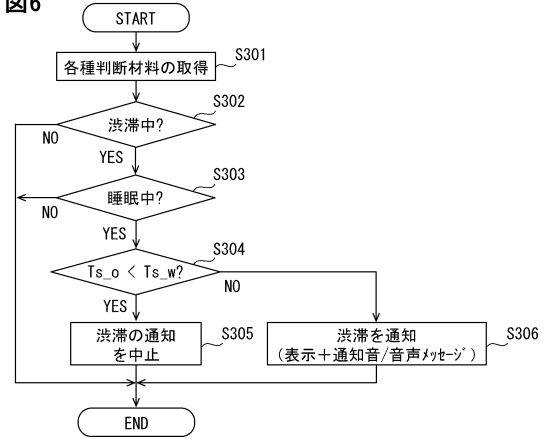 図6
START
各種判断材料の取得
S301
S302
渋滞中?
NO
YES
S303
睡眠中?
NO
YES
S304
Ts_o < Ts_w?
NO
YES
渋滞の通知
を中止
S305
渋滞を通知
(表示+通知音/音声ﾒｯｾｰｼﾞ)
S306
END